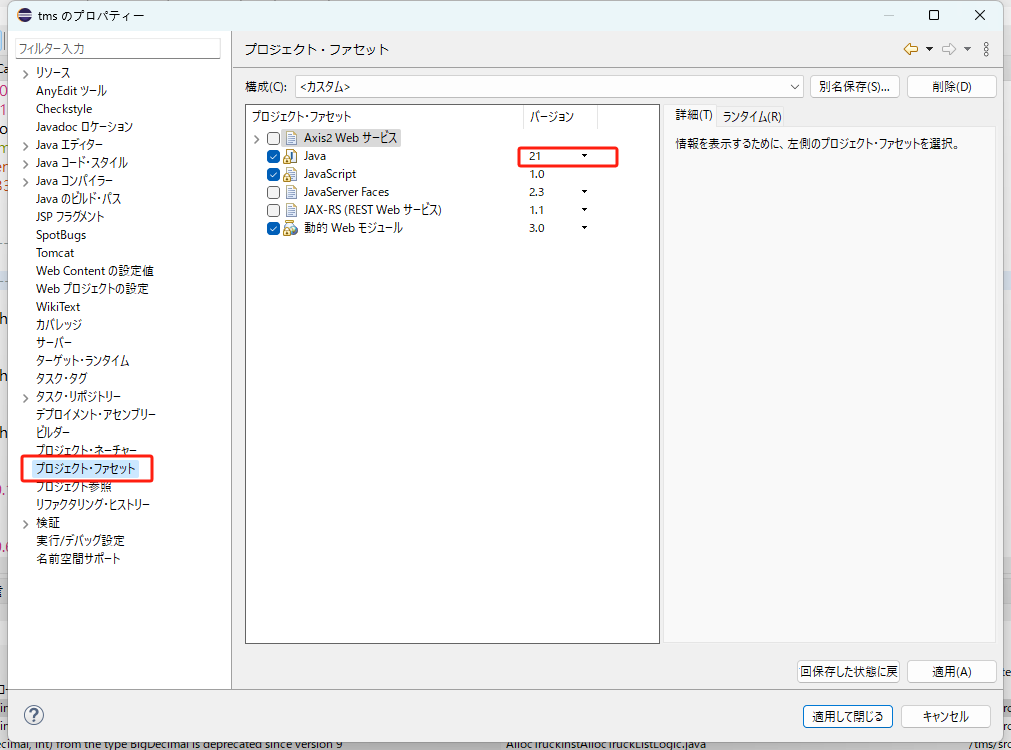 tms のプロパティー
フィルター入力
プロジェクト・ファセット
リソース
AnyEdit ツール
Checkstyle
Javadoc ロケーション
Java エディター
Java コード・スタイル
Java コンパイラー
Java のビルド・パス
JSP フラグメント
SpotBugs
Tomcat
Web Content の設定値
Web プロジェクトの設定
WikiText
カバレッジ
サーバー
ターゲット・ランタイム
タスク・タグ
タスク・リポジトリー
デプロイメント・アセンブリー
ビルダー
プロジェクト・ネーチャー
プロジェクト・ファセット
プロジェクト参照
リファクタリング・ヒストリー
検証
実行/デバッグ設定
名前空間サポート
構成(C): <カスタム> 別名保存(S)... 削除(D)
プロジェクト・ファセット バージョン
Axis2 Web サービス
Java 21
JavaScript 1.0
JavaServer Faces 2.3
JAX-RS (REST Web サービス) 1.1
動的 Web モジュール 3.0
詳細(T) ランタイム(R)
情報を表示するために、左側のプロジェクト・ファセットを選択。
回保存した状態に戻 適用(A)
? 適用して閉じる キャンセル
cimal, int) from the type BigDecimal is deprecated since version 9 AllocTruckInstAllocTruckListLogic.java /tms/src